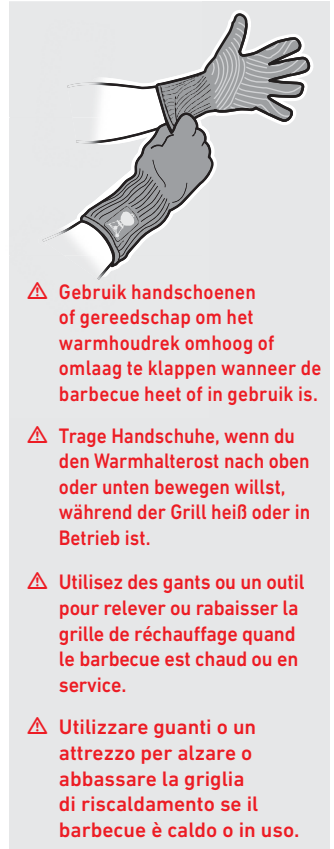 ⚠ Gebruik handschoenen
of gereedschap om het
warmhoudrek omhoog of
omlaag te klappen wanneer de
barbecue heet of in gebruik is.
⚠ Trage Handschuhe, wenn du
den Warmhalterost nach oben
oder unten bewegen willst,
während der Grill heiß oder in
Betrieb ist.
⚠ Utilisez des gants ou un outil
pour relever ou rabaisser la
grille de réchauffage quand
le barbecue est chaud ou en
service.
⚠ Utilizzare guanti o un
attrezzo per alzare o
abbassare la griglia
di riscaldamento se il
barbecue è caldo o in uso.